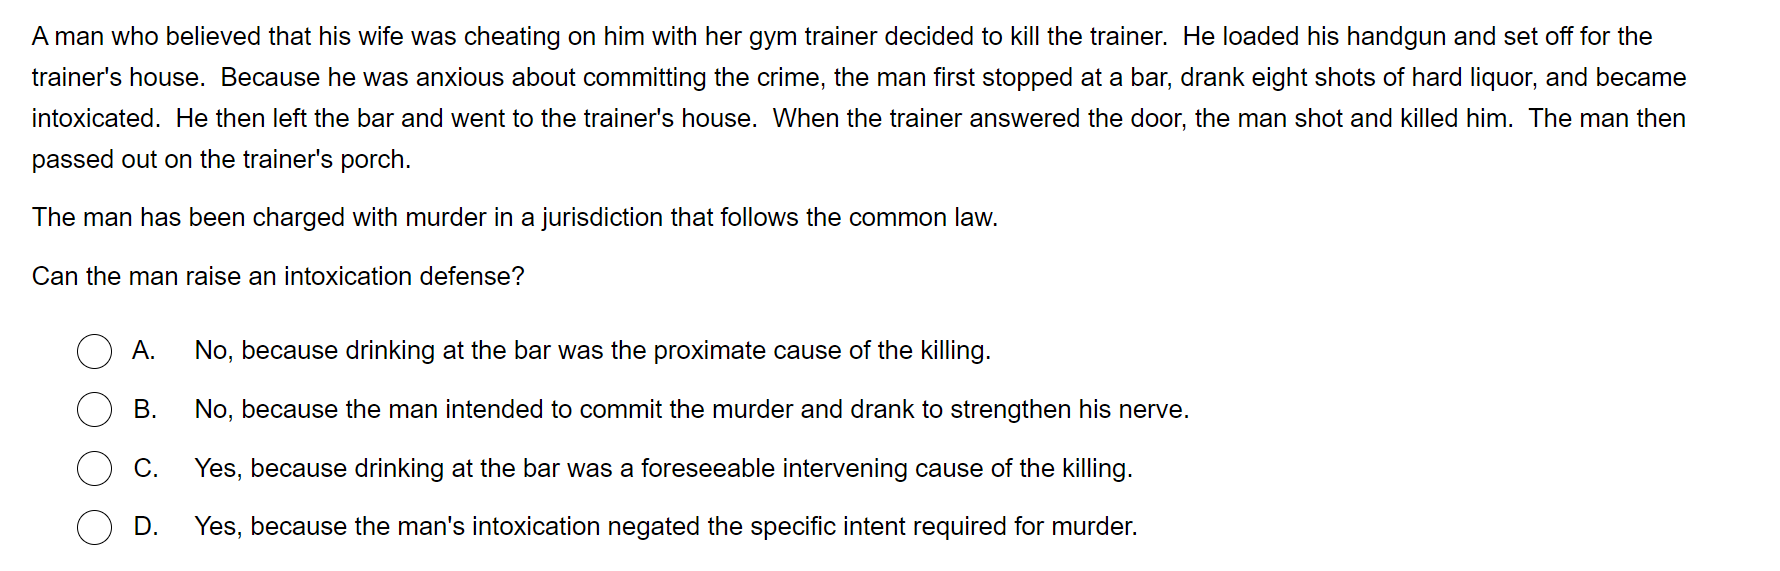 A man who believed that his wife was cheating on him with her gym trainer decided to kill the trainer.  He loaded his handgun and set off for the
trainer's house.  Because he was anxious about committing the crime, the man first stopped at a bar, drank eight shots of hard liquor, and became
intoxicated.  He then left the bar and went to the trainer's house.  When the trainer answered the door, the man shot and killed him.  The man then
passed out on the trainer's porch.
The man has been charged with murder in a jurisdiction that follows the common law.
Can the man raise an intoxication defense?
A. No, because drinking at the bar was the proximate cause of the killing.
B. No, because the man intended to commit the murder and drank to strengthen his nerve.
C. Yes, because drinking at the bar was a foreseeable intervening cause of the killing.
D. Yes, because the man's intoxication negated the specific intent required for murder.